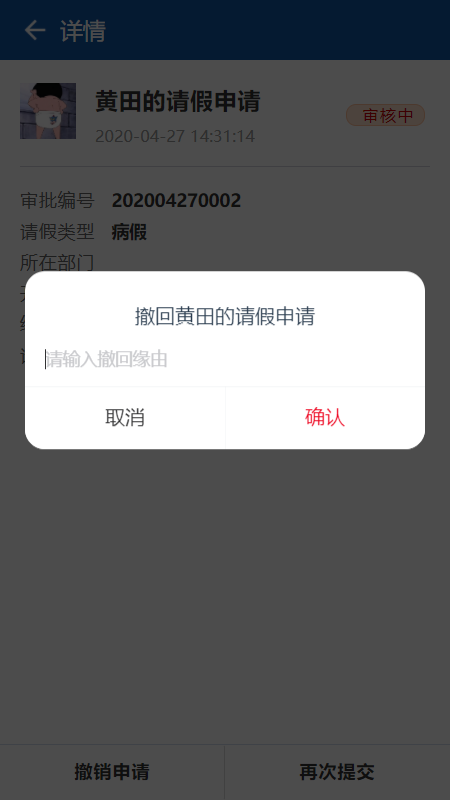 详情
黄田的请假申请
2020-04-27 14:31:14
审核中
审批编号 202004270002
请假类型 病假
所在部门
撤回黄田的请假申请
请输入撤回缘由
取消 确认
撤销申请 再次提交